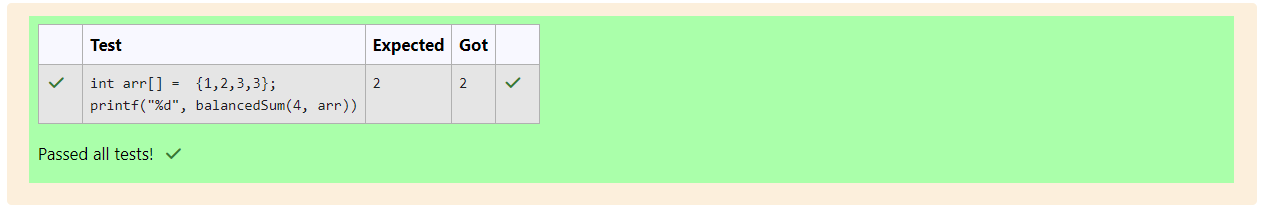 Test Expected Got
int arr[] =  {1,2,3,3}; 2 2
printf("%d", balancedSum(4, arr))
Passed all tests!